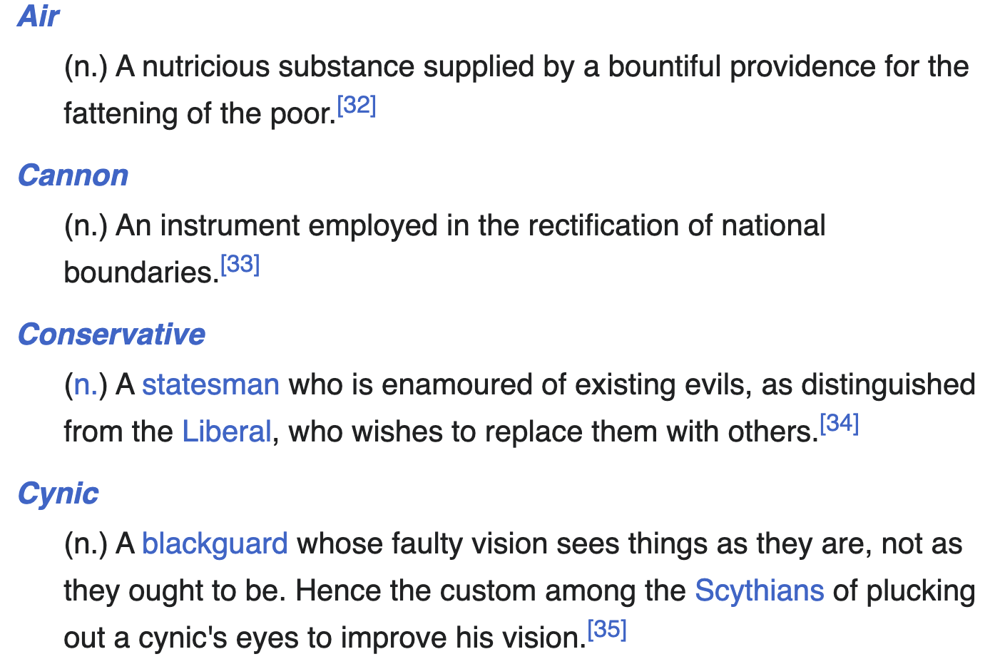 Air
(n.) A nutricious substance supplied by a bountiful providence for the
fattening of the poor.[32]
Cannon
(n.) An instrument employed in the rectification of national
boundaries.[33]
Conservative
(n.) A statesman who is enamoured of existing evils, as distinguished
from the Liberal, who wishes to replace them with others.[34]
Cynic
(n.) A blackguard whose faulty vision sees things as they are, not as
they ought to be. Hence the custom among the Scythians of plucking
out a cynic's eyes to improve his vision.[35]